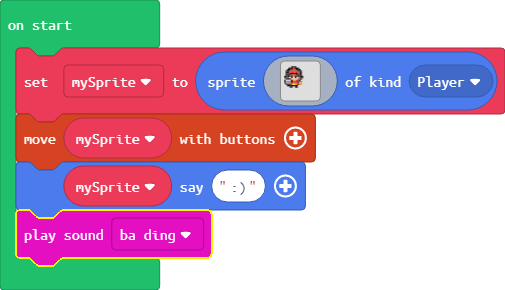 on start
set mySprite to sprite of kind Player
move mySprite with buttons
mySprite say ":)"
play sound ba ding